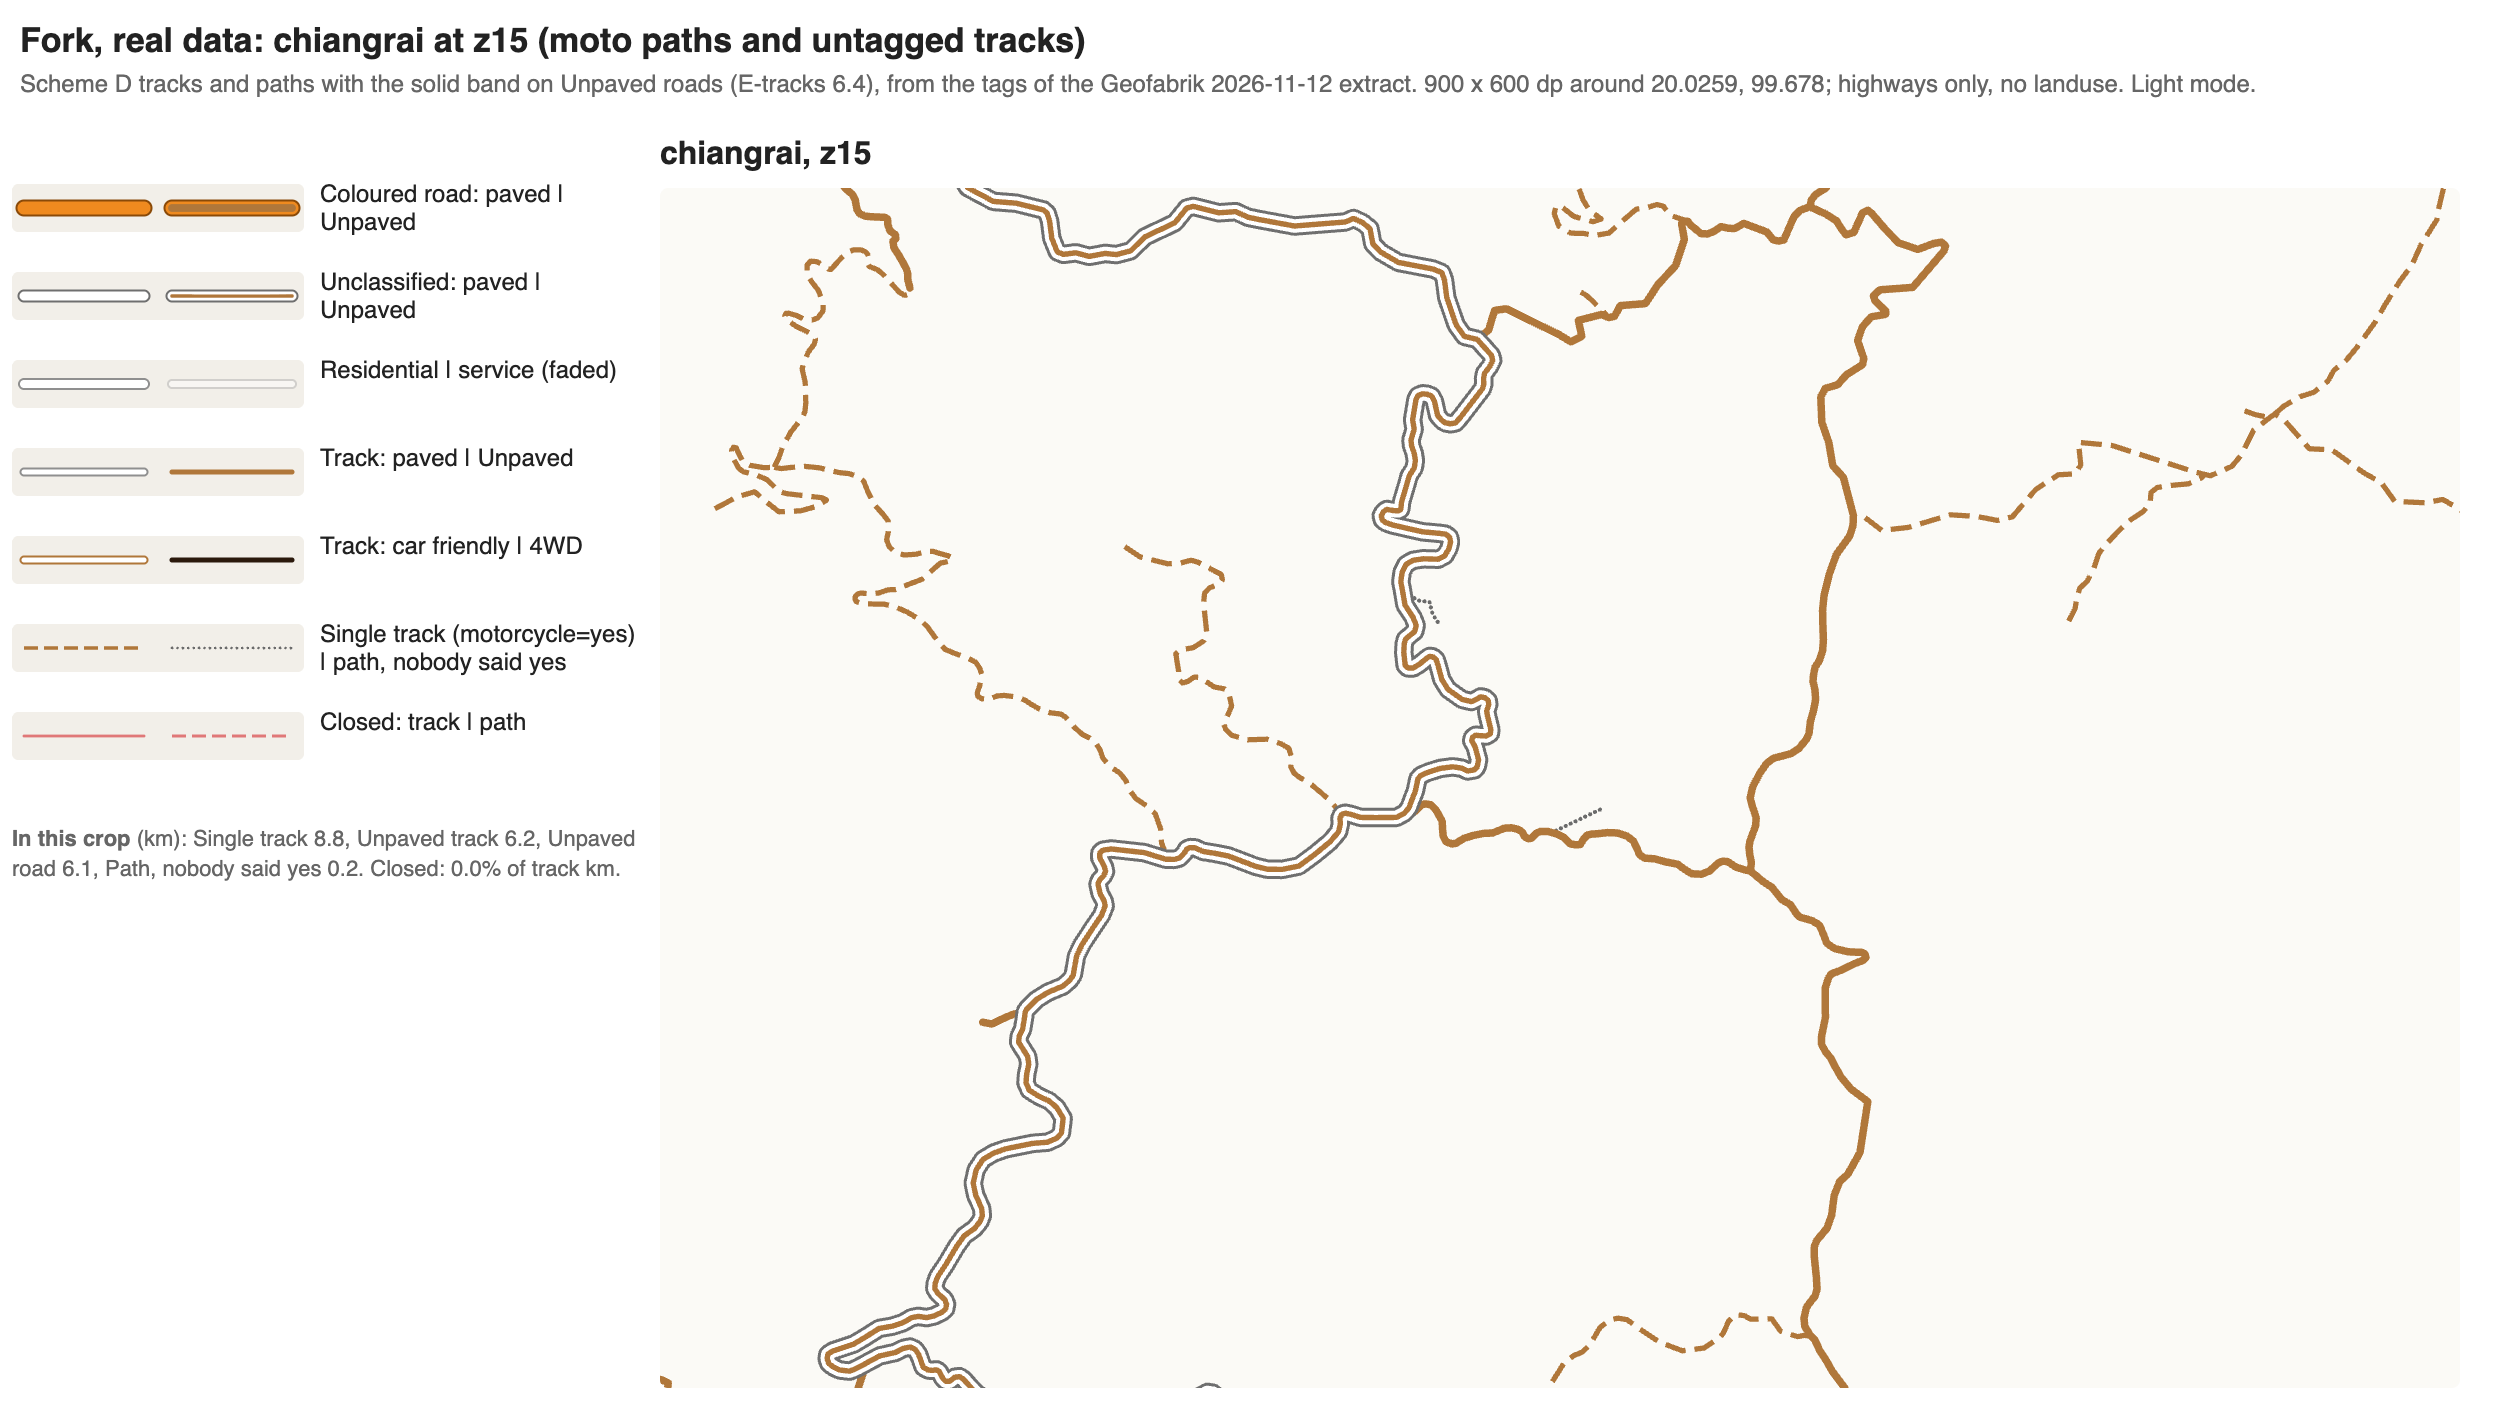 Fork, real data: chiangrai at z15 (moto paths and untagged tracks)
Scheme D tracks and paths with the solid band on Unpaved roads (E-tracks 6.4), from the tags of the Geofabrik 2026-11-12 extract. 900 x 600 dp around 20.0259, 99.678; highways only, no landuse. Light mode.
chiangrai, z15
Coloured road: paved |
Unpaved
Unclassified: paved |
Unpaved
Residential | service (faded)
Track: paved | Unpaved
Track: car friendly | 4WD
Single track (motorcycle=yes)
| path, nobody said yes
Closed: track | path
In this crop (km): Single track 8.8, Unpaved track 6.2, Unpaved
road 6.1, Path, nobody said yes 0.2. Closed: 0.0% of track km.